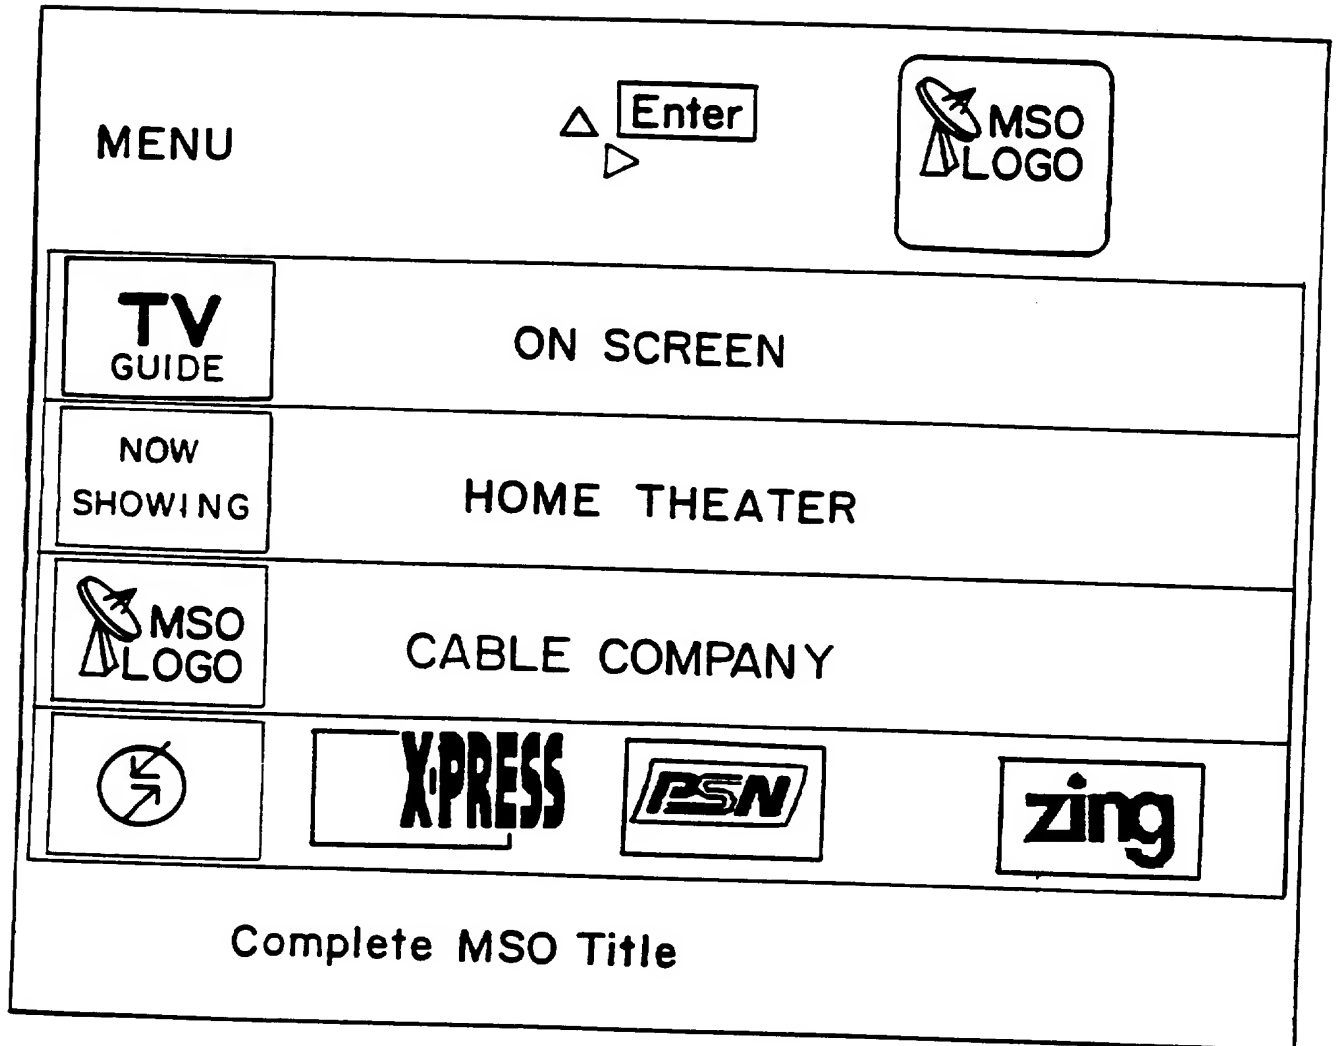 MENU
Enter
MSO
LOGO
TV
GUIDE
ON SCREEN
NOW
SHOWING
HOME THEATER
MSO
LOGO
CABLE COMPANY
X·PRESS
PSN
zing
Complete MSO Title